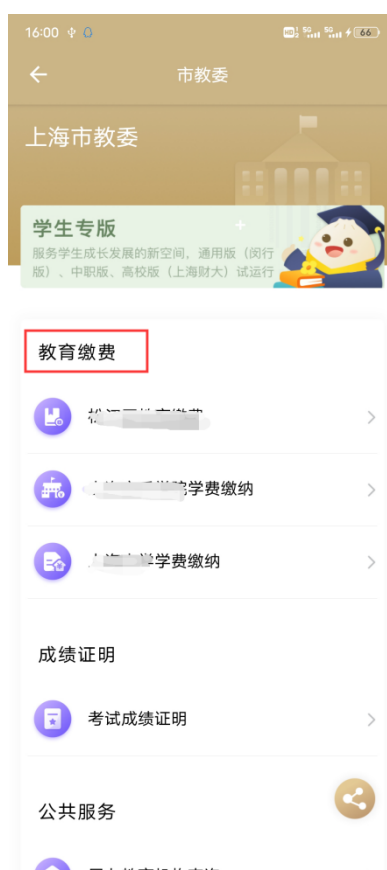 16:00
HD 5G 5G 66
市教委
上海市教委
学生专版
服务学生成长发展的新空间，通用版（闵行
版）、中职版、高校版（上海财大）试运行
教育缴费
学费缴纳
学费缴纳
成绩证明
考试成绩证明
公共服务